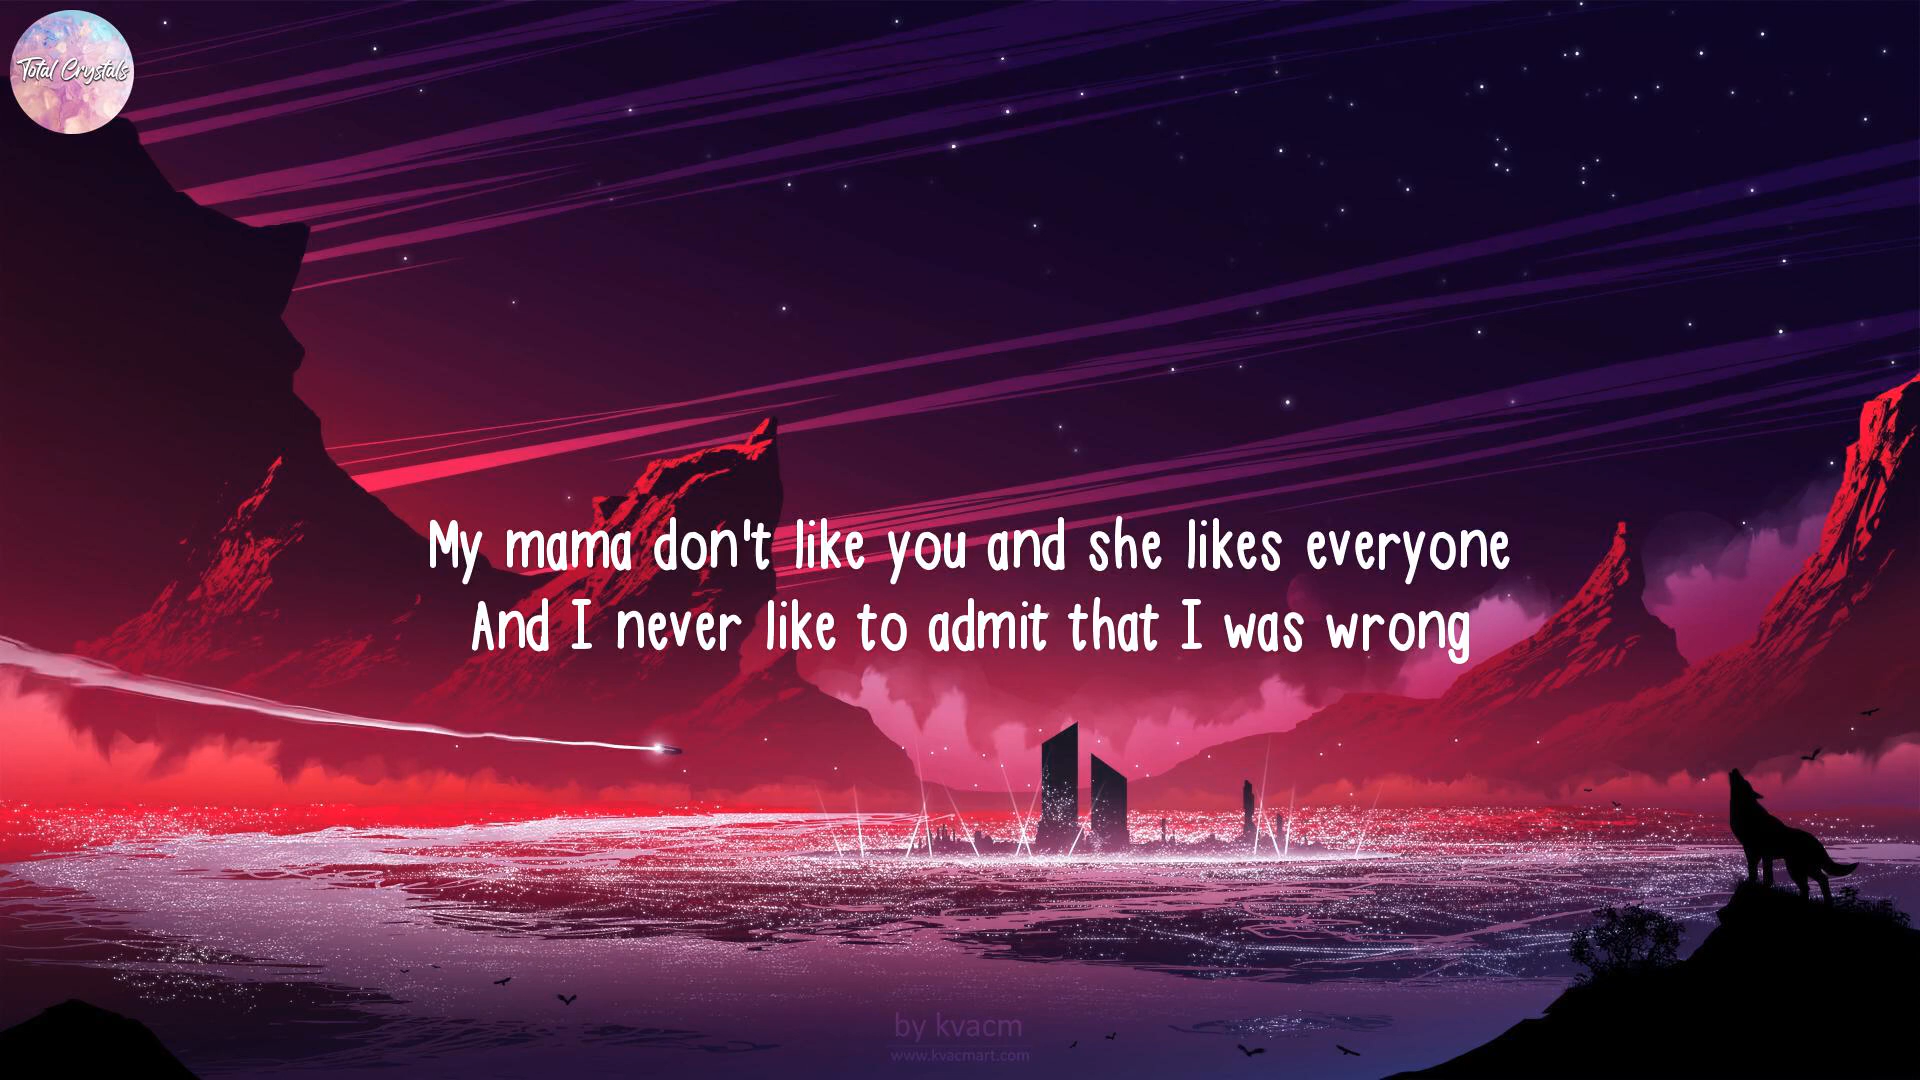 Total Crystals
My mama don't like you and she likes everyone
And I never like to admit that I was wrong
by kvacm
www.kvacmart.com